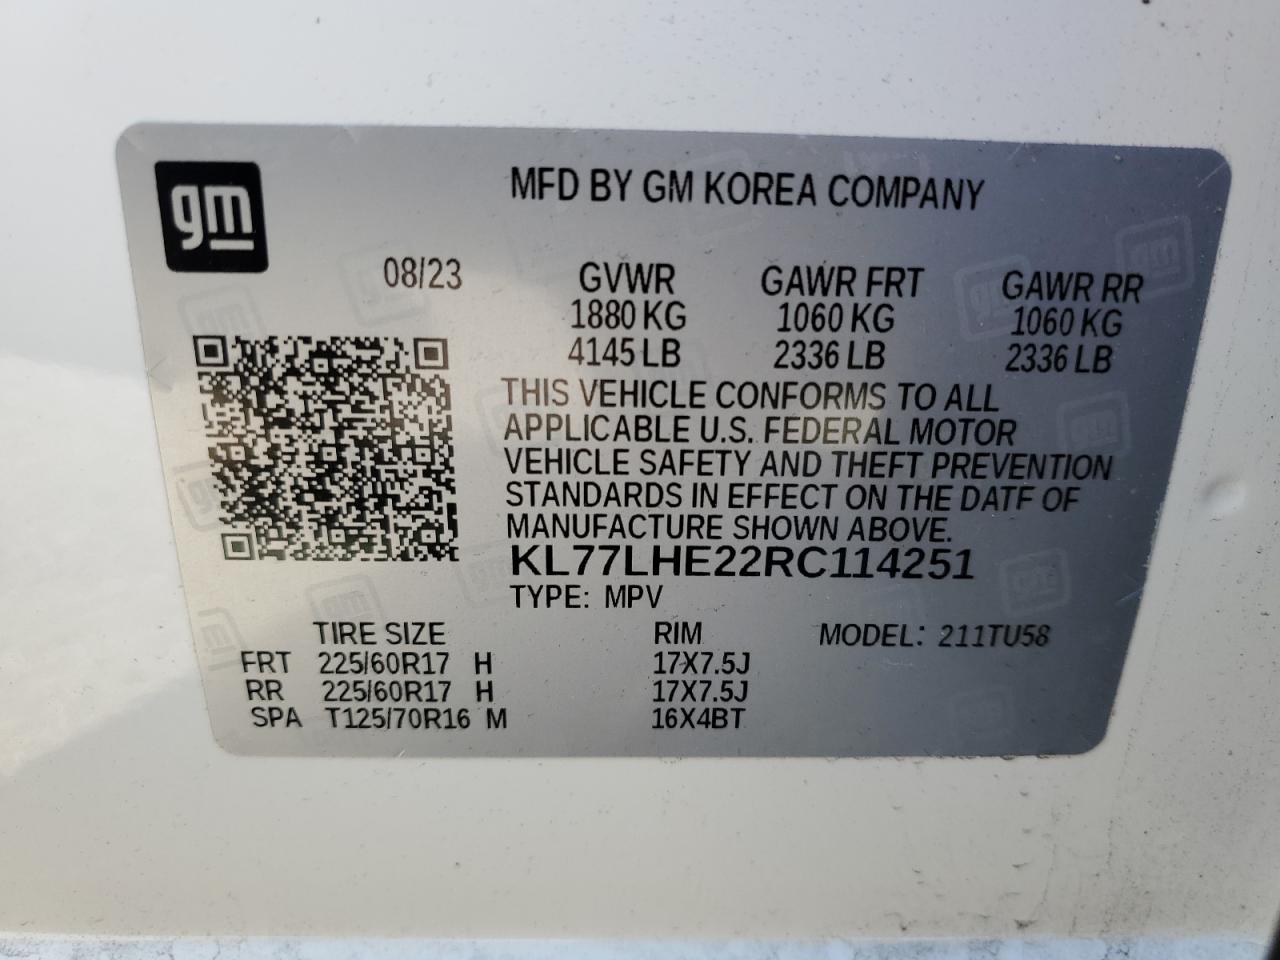 gm
MFD BY GM KOREA COMPANY
08/23 GVWR GAWR FRT GAWR RR
1880 KG 1060 KG 1060 KG
4145 LB 2336 LB 2336 LB
THIS VEHICLE CONFORMS TO ALL
APPLICABLE U.S. FEDERAL MOTOR
VEHICLE SAFETY AND THEFT PREVENTION
STANDARDS IN EFFECT ON THE DATF OF
MANUFACTURE SHOWN ABOVE.
KL77LHE22RC114251
TYPE: MPV
TIRE SIZE RIM MODEL: 211TU58
FRT 225/60R17 H 17X7.5J
RR 225/60R17 H 17X7.5J
SPA T125/70R16 M 16X4BT